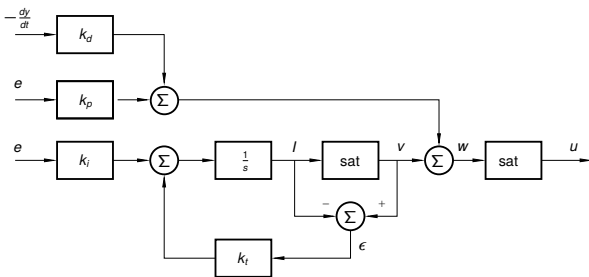 − dy/dt
k_d
e
k_p
Σ
e
k_i
Σ
1/s
I
sat
v
Σ
w
sat
u
−
Σ
+
k_t
ϵ